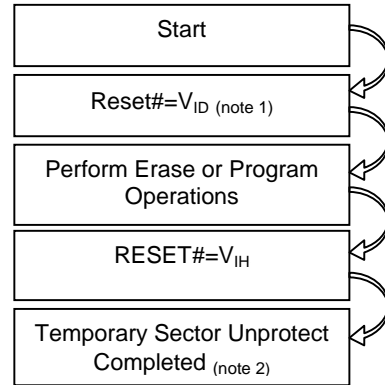 Start
Reset#=VID (note 1)
Perform Erase or Program
Operations
RESET#=VIH
Temporary Sector Unprotect
Completed (note 2)